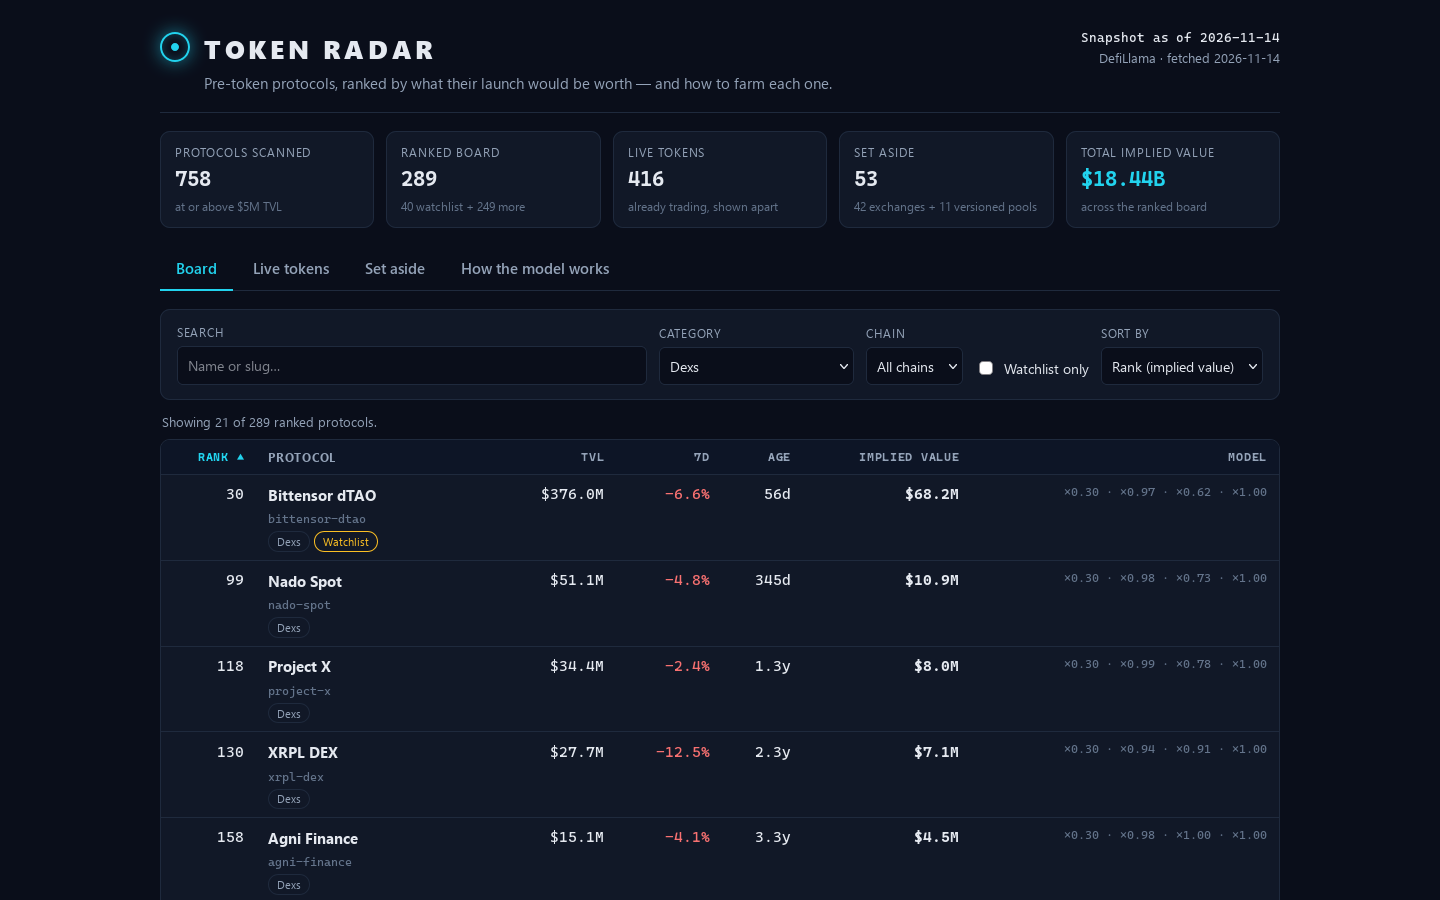 TOKEN RADAR
Pre-token protocols, ranked by what their launch would be worth — and how to farm each one.
Snapshot as of 2026-11-14
DefiLlama · fetched 2026-11-14
PROTOCOLS SCANNED
758
at or above $5M TVL
RANKED BOARD
289
40 watchlist + 249 more
LIVE TOKENS
416
already trading, shown apart
SET ASIDE
53
42 exchanges + 11 versioned pools
TOTAL IMPLIED VALUE
$18.44B
across the ranked board
Board Live tokens Set aside How the model works
SEARCH
Name or slug...
CATEGORY
Dexs
CHAIN
All chains
Watchlist only
SORT BY
Rank (implied value)
Showing 21 of 289 ranked protocols.
RANK ▲ PROTOCOL TVL 7D AGE IMPLIED VALUE MODEL
30 Bittensor dTAO $376.0M −6.6% 56d $68.2M ×0.30 · ×0.97 · ×0.62 · ×1.00
bittensor-dtao
Dexs Watchlist
99 Nado Spot $51.1M −4.8% 345d $10.9M ×0.30 · ×0.98 · ×0.73 · ×1.00
nado-spot
Dexs
118 Project X $34.4M −2.4% 1.3y $8.0M ×0.30 · ×0.99 · ×0.78 · ×1.00
project-x
Dexs
130 XRPL DEX $27.7M −12.5% 2.3y $7.1M ×0.30 · ×0.94 · ×0.91 · ×1.00
xrpl-dex
Dexs
158 Agni Finance $15.1M −4.1% 3.3y $4.5M ×0.30 · ×0.98 · ×1.00 · ×1.00
agni-finance
Dexs